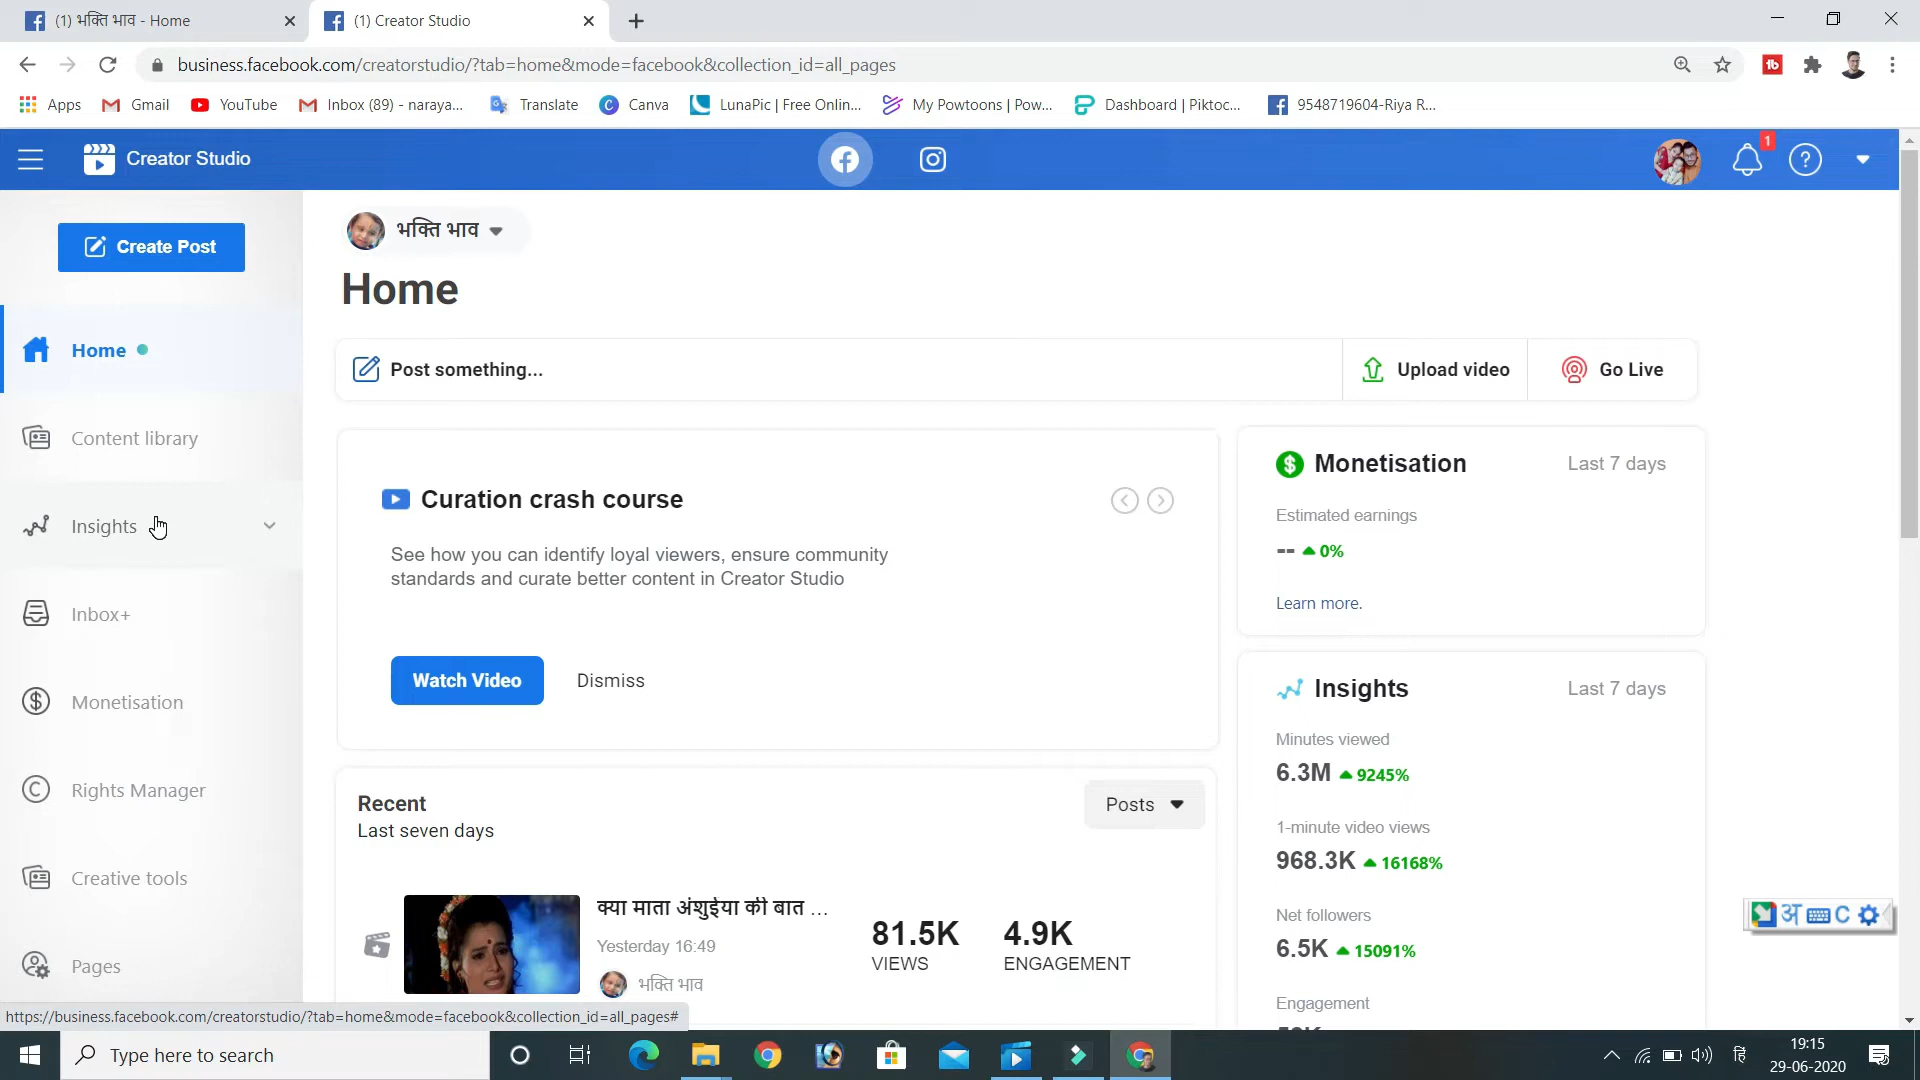 (1) भक्ति भाव - Home
(1) Creator Studio
business.facebook.com/creatorstudio/?tab=home&mode=facebook&collection_id=all_pages
Apps
Gmail
YouTube
Inbox (89) - naraya...
Translate
Canva
LunaPic | Free Onlin...
My Powtoons | Pow...
Dashboard | Piktoc...
9548719604-Riya R...
Creator Studio
1
Create Post
भक्ति भाव
Home
Home
Post something...
Upload video
Go Live
Content library
Insights
Inbox+
Monetisation
Rights Manager
Creative tools
Pages
Curation crash course
See how you can identify loyal viewers, ensure community
standards and curate better content in Creator Studio
Watch Video
Dismiss
Monetisation
Last 7 days
Estimated earnings
-- 0%
Learn more.
Insights
Last 7 days
Minutes viewed
6.3M 9245%
1-minute video views
968.3K 16168%
Net followers
6.5K 15091%
Engagement
Recent
Posts
Last seven days
क्या माता अंशुईया की बात ...
Yesterday 16:49
भक्ति भाव
81.5K
VIEWS
4.9K
ENGAGEMENT
अ C
https://business.facebook.com/creatorstudio/?tab=home&mode=facebook&collection_id=all_pages#
Type here to search
हि
19:15
29-06-2020